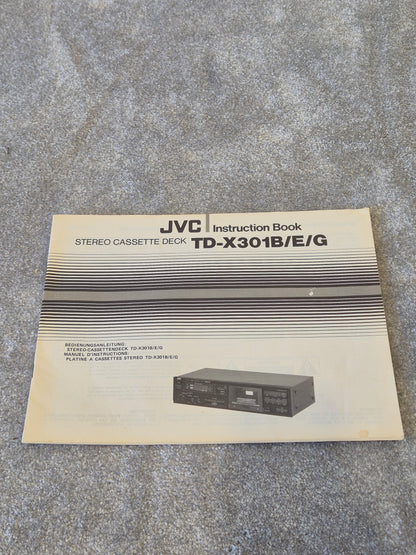 JVC Instruction Book
STEREO CASSETTE DECK TD-X301B/E/G
BEDIENUNGSANLEITUNG:
STEREO-CASSETTENDECK TD-X301B/E/G
MANUEL D'INSTRUCTIONS:
PLATINE A CASSETTES STEREO TD-X301B/E/G